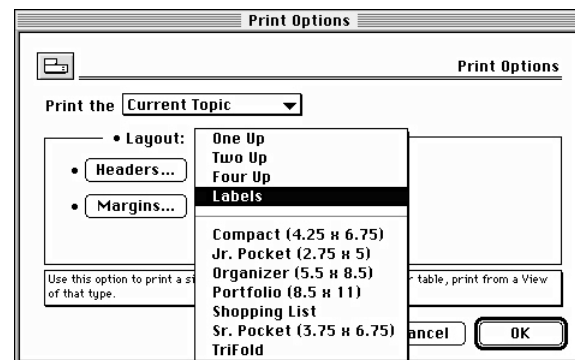 Print Options
Print Options
Print the Current Topic
• Layout:
One Up
Two Up
Four Up
Labels
Compact (4.25 x 6.75)
Jr. Pocket (2.75 x 5)
Organizer (5.5 x 8.5)
Portfolio (8.5 x 11)
Shopping List
Sr. Pocket (3.75 x 6.75)
TriFold
• Headers...
• Margins...
Use this option to print a si
r table, print from a View
of that type.
ancel
OK